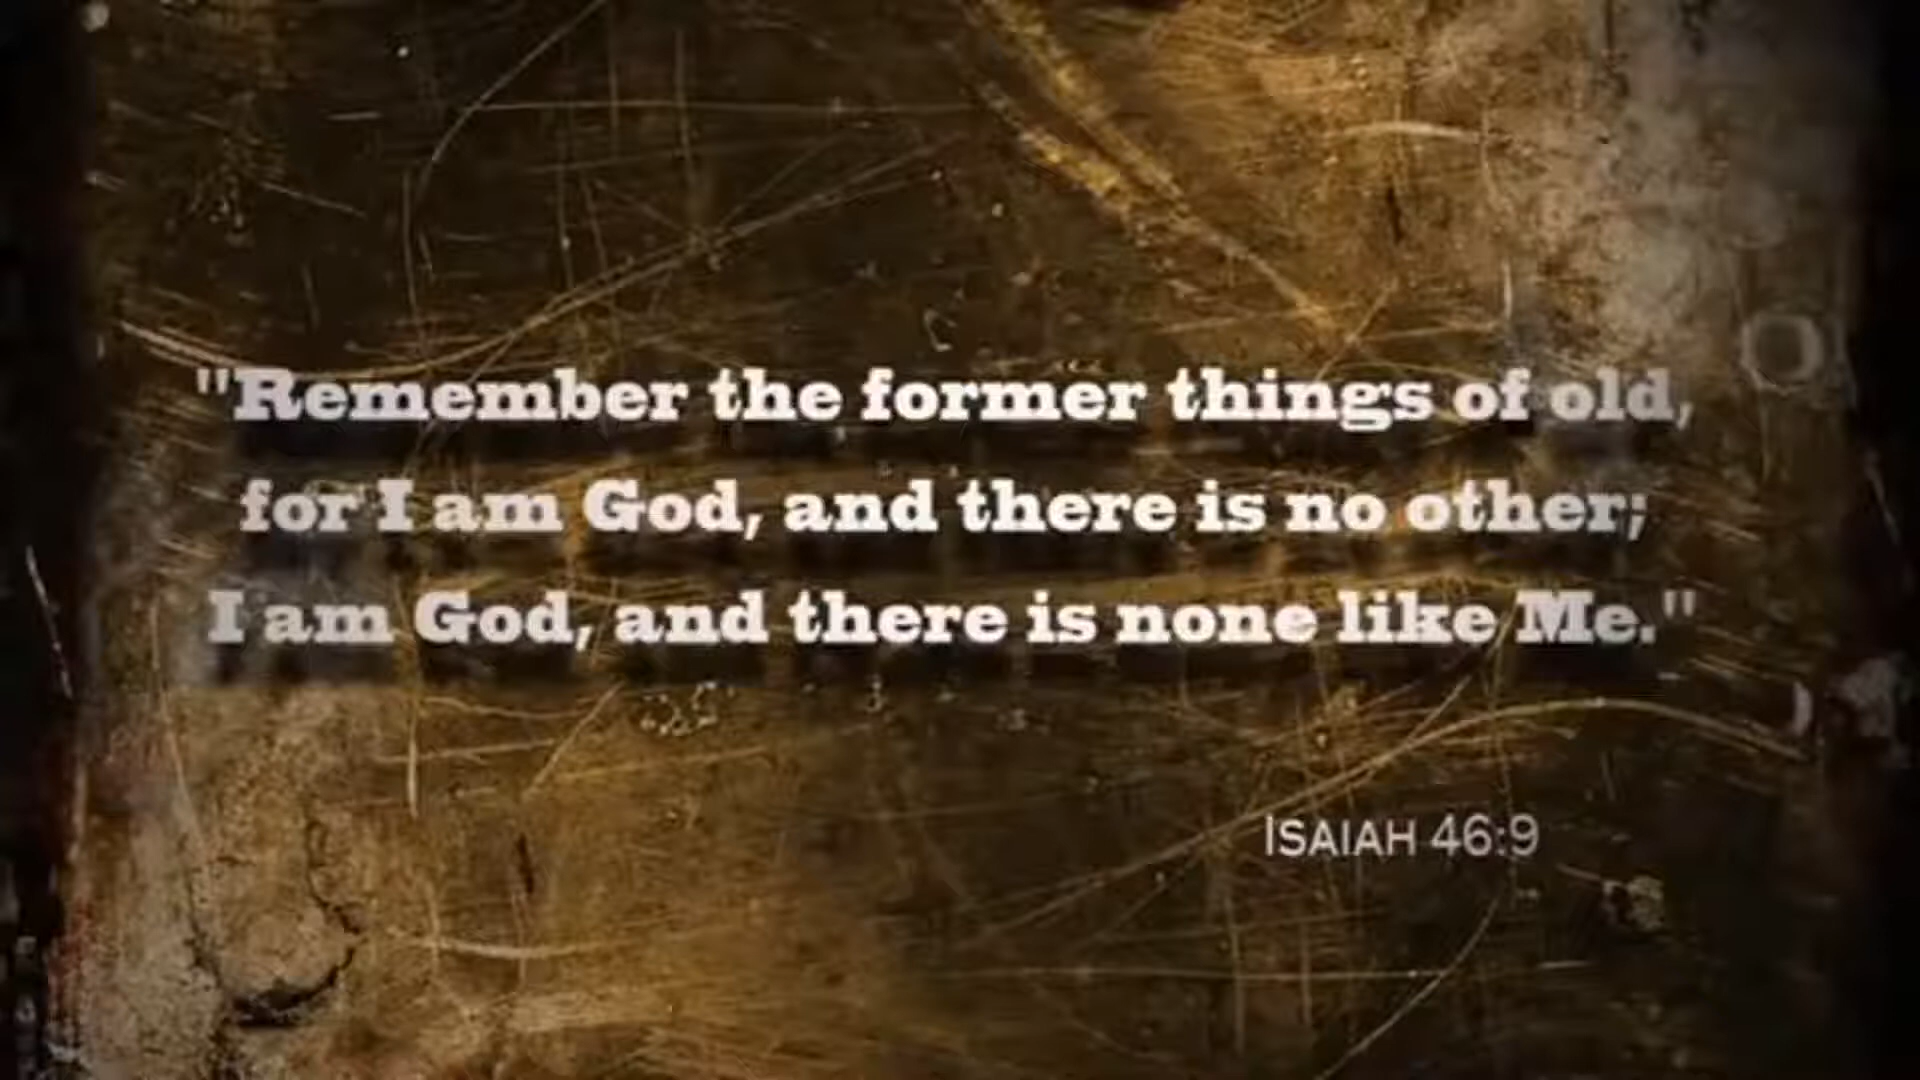 "Remember the former things of old,
for I am God, and there is no other;
I am God, and there is none like Me."
ISAIAH 46:9